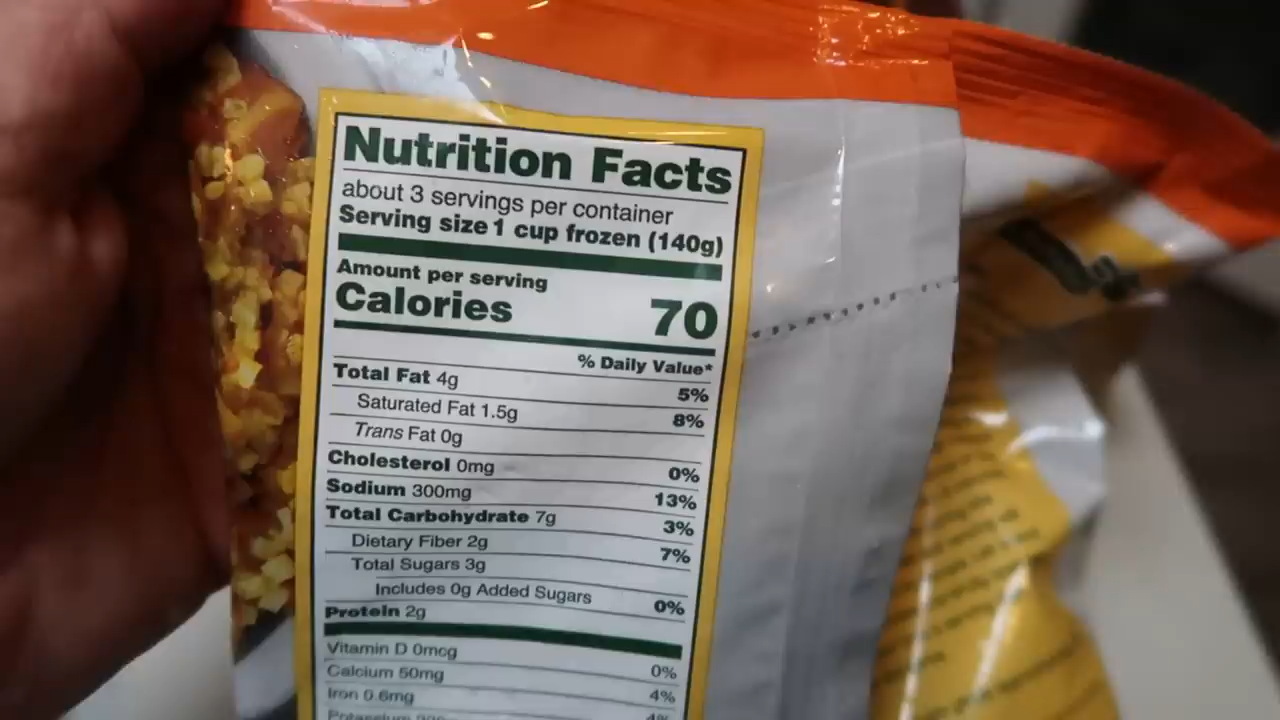 Nutrition Facts
about 3 servings per container
Serving size 1 cup frozen (140g)
Amount per serving
Calories 70
% Daily Value*
Total Fat 4g 5%
Saturated Fat 1.5g 8%
Trans Fat 0g
Cholesterol 0mg 0%
Sodium 300mg 13%
Total Carbohydrate 7g 3%
Dietary Fiber 2g 7%
Total Sugars 3g
Includes 0g Added Sugars 0%
Protein 2g
Vitamin D 0mcg 0%
Calcium 50mg 4%
Iron 0.6mg 4%
Potassium